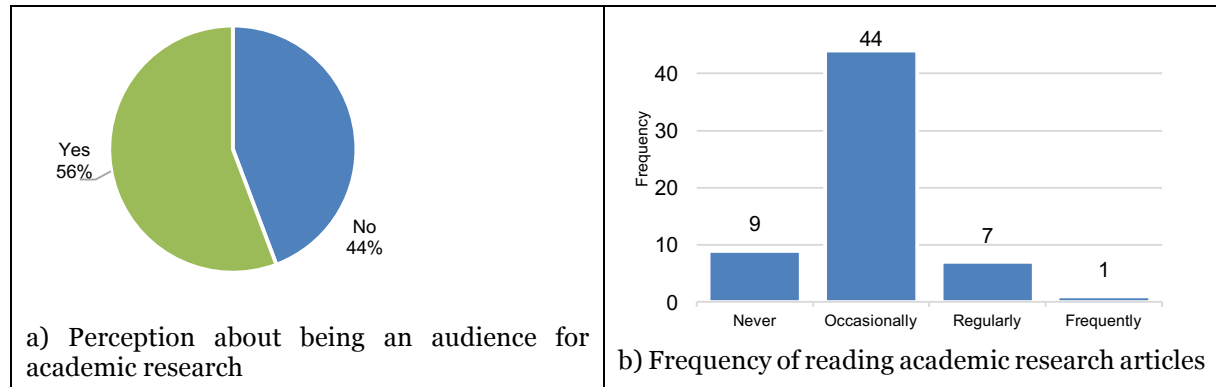 Yes
56%
No
44%
a) Perception about being an audience for
academic research
Frequency
40
30
20
10
0
9
44
7
1
Never
Occasionally
Regularly
Frequently
b) Frequency of reading academic research articles